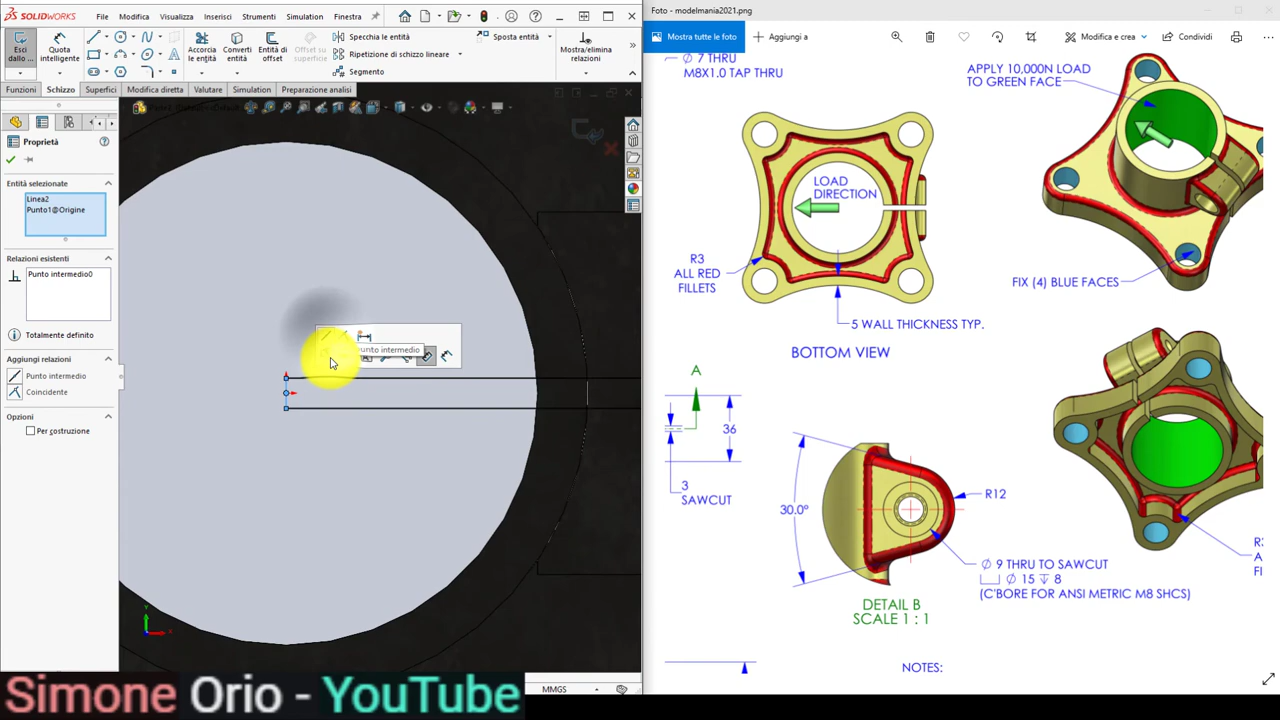 SOLIDWORKS
File
Modifica
Visualizza
Inserisci
Strumenti
Simulation
Finestra
Foto - modelmania2021.png
Esci dallo ...
Quota intelligente
Accorcia le entità
Converti entità
Offset di entità
Offset su superficie
Specchia le entità
Ripetizione di schizzo lineare
Segmento
Sposta entità
Mostra/elimina relazioni
Mostra tutte le foto
Aggiungi a
Modifica e crea
Condividi
Funzioni
Schizzo
Superfici
Modifica diretta
Valutare
Simulation
Preparazione analisi
Proprietà
Entità selezionate
Linea2
Punto1@Origine
Relazioni esistenti
Punto intermedio0
Totalmente definito
Aggiungi relazioni
Punto intermedio
Coincidente
Opzioni
Per costruzione
punto intermedio
Y
X
MMGS
Ø 7 THRU
M8X1.0 TAP THRU
APPLY 10,000N LOAD
TO GREEN FACE
LOAD
DIRECTION
R3
ALL RED
FILLETS
FIX (4) BLUE FACES
5 WALL THICKNESS TYP.
BOTTOM VIEW
A
36
3
SAWCUT
30.0°
R12
Ø 9 THRU TO SAWCUT
⌴ Ø 15 ↧ 8
(C'BORE FOR ANSI METRIC M8 SHCS)
DETAIL B
SCALE 1 : 1
NOTES:
Simone Orio - YouTube